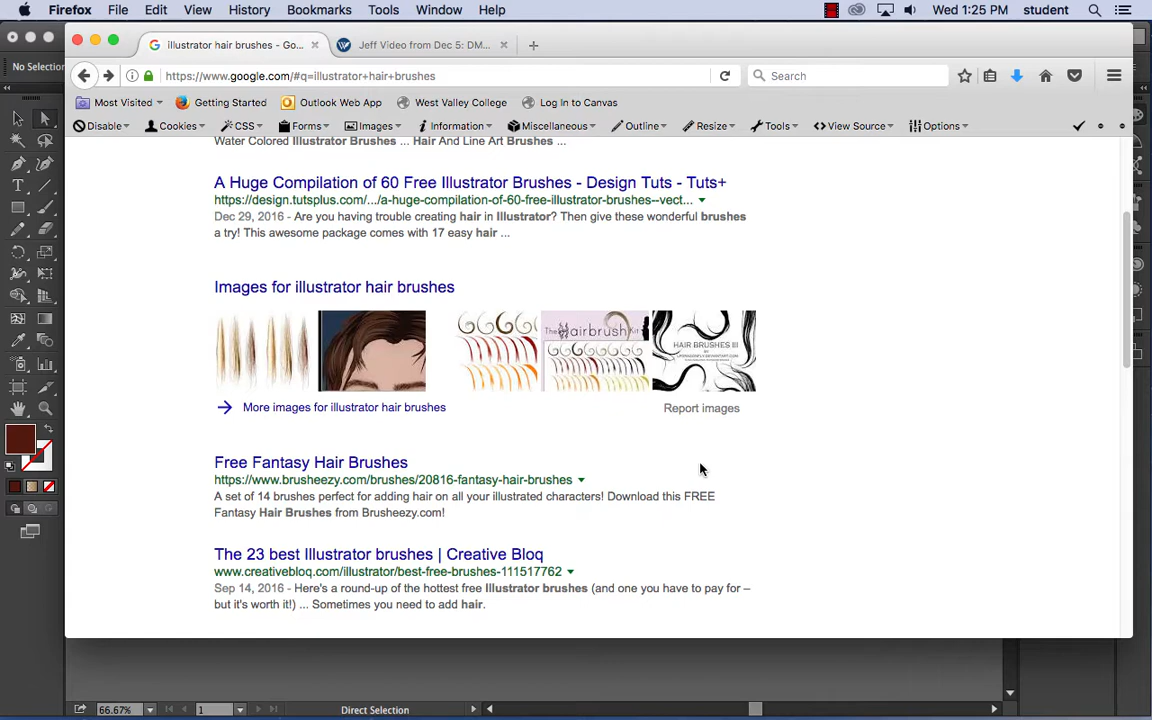 Firefox File Edit View History Bookmarks Tools Window Help Wed 1:25 PM student
No Selection
illustrator hair brushes - Go... Jeff Video from Dec 5: DM...
https://www.google.com/#q=illustrator+hair+brushes Search
Most Visited Getting Started Outlook Web App West Valley College Log In to Canvas
Disable Cookies CSS Forms Images Information Miscellaneous Outline Resize Tools View Source Options
Water Colored Illustrator Brushes ... Hair And Line Art Brushes ...
A Huge Compilation of 60 Free Illustrator Brushes - Design Tuts - Tuts+
https://design.tutsplus.com/.../a-huge-compilation-of-60-free-illustrator-brushes--vect...
Dec 29, 2016 - Are you having trouble creating hair in Illustrator? Then give these wonderful brushes
a try! This awesome package comes with 17 easy hair ...
Images for illustrator hair brushes
The Hairbrush Kit
HAIR BRUSHES III
More images for illustrator hair brushes Report images
Free Fantasy Hair Brushes
https://www.brusheezy.com/brushes/20816-fantasy-hair-brushes
A set of 14 brushes perfect for adding hair on all your illustrated characters! Download this FREE
Fantasy Hair Brushes from Brusheezy.com!
The 23 best Illustrator brushes | Creative Bloq
www.creativebloq.com/illustrator/best-free-brushes-111517762
Sep 14, 2016 - Here's a round-up of the hottest free Illustrator brushes (and one you have to pay for –
but it's worth it!) ... Sometimes you need to add hair.
66.67% 1 Direct Selection